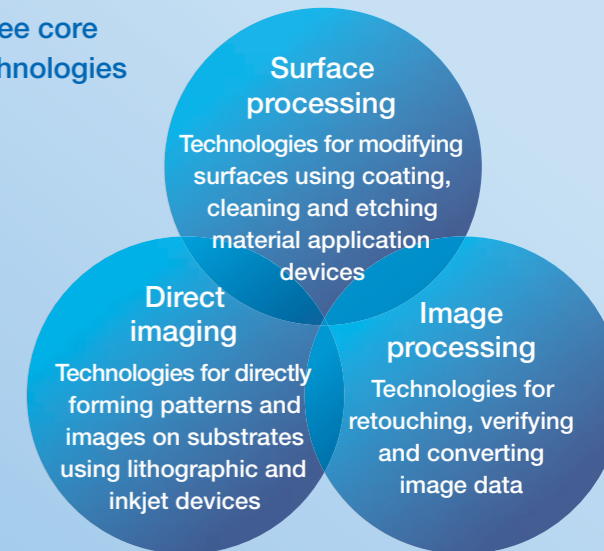 ee core
hnologies
Surface
processing
Technologies for modifying
surfaces using coating,
cleaning and etching
material application
devices
Direct
imaging
Technologies for directly
forming patterns and
images on substrates
using lithographic and
inkjet devices
Image
processing
Technologies for
retouching, verifying
and converting
image data